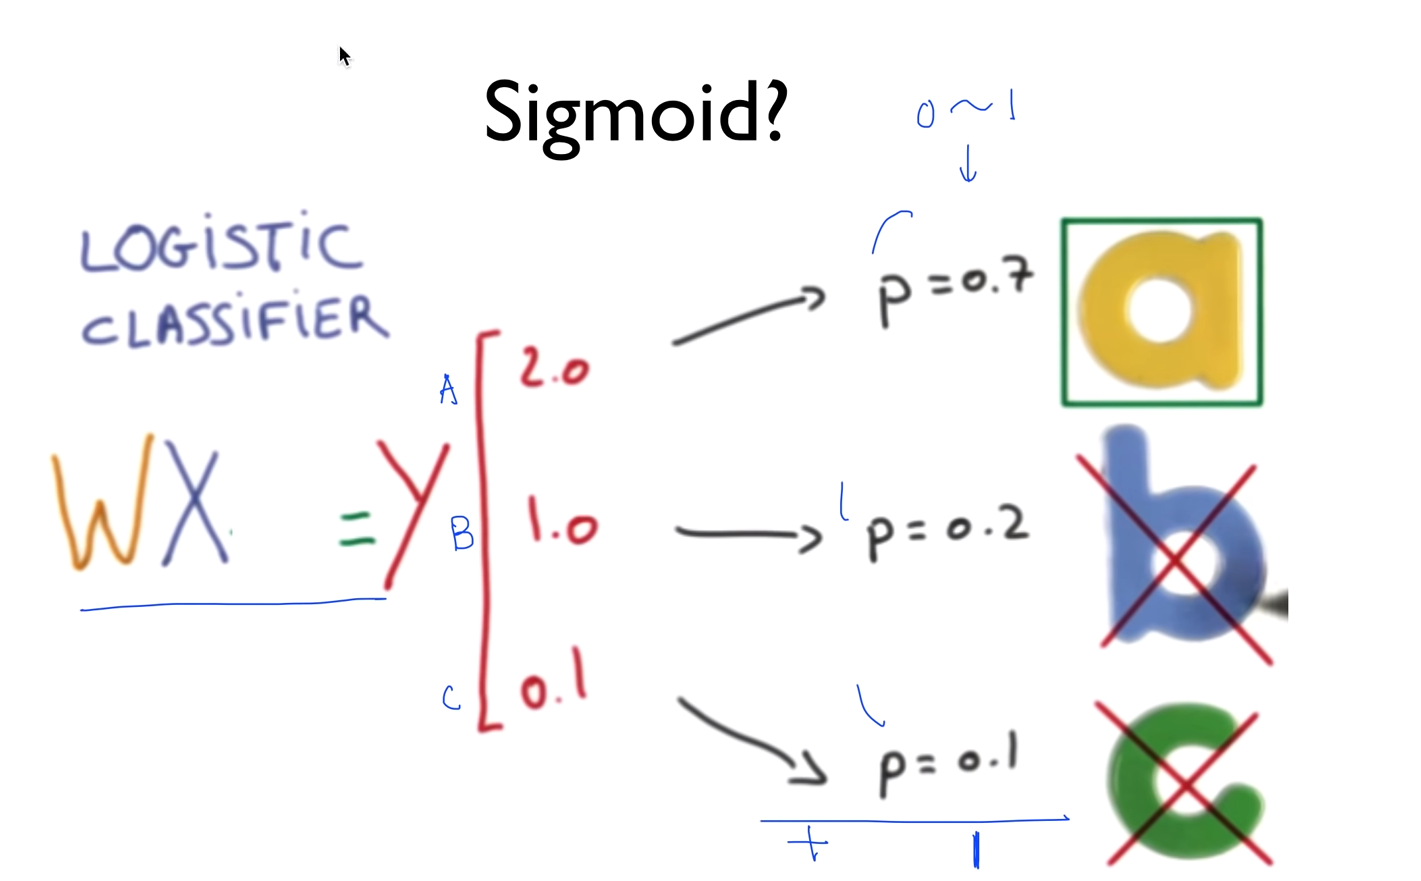 Sigmoid?
0 ~ 1
↓
LOGISTIC
CLASSIFIER
WX = Y
A 2.0 → p = 0.7 a
B 1.0 → p = 0.2 b
C 0.1 → p = 0.1 c
+ 1